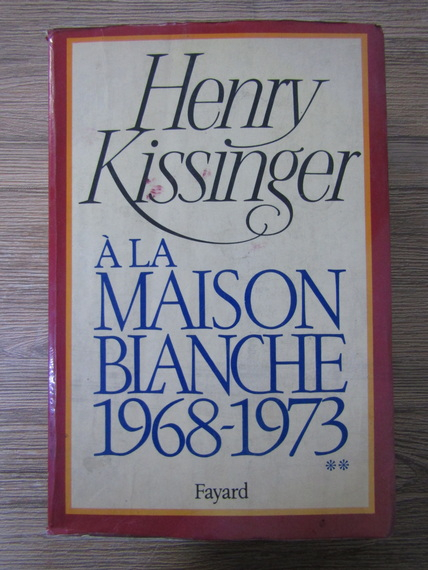 Henry
Kissinger
À LA
MAISON
BLANCHE
1968-1973
**
Fayard